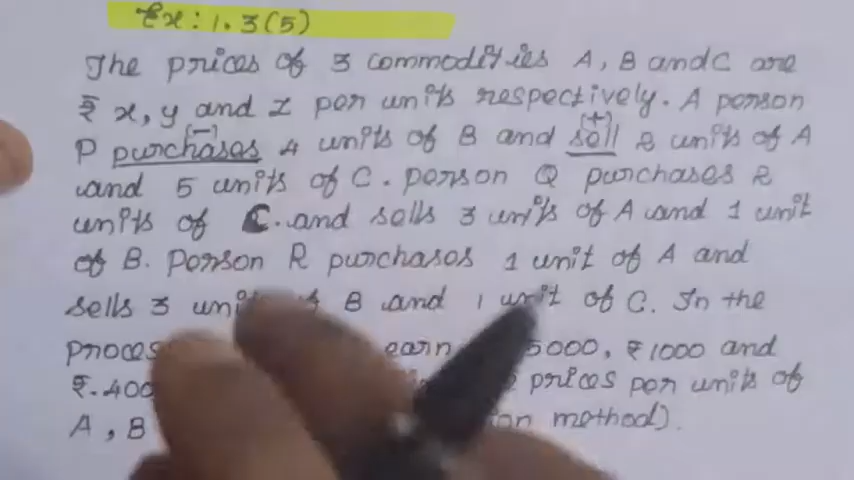 Ex: 1.3(5)
The prices of 3 commodities A, B and C are
₹ x, y and z per units respectively. A person
(-) (+)
P purchases 4 units of B and sell 2 units of A
and 5 units of C. person Q purchases 2
units of C. and sells 3 units of A and 1 unit
of B. Person R purchases 1 unit of A and
sells 3 B and 1 unit of C. In the
earn 5000, ₹1000 and
₹. prices per units of
A, B method).